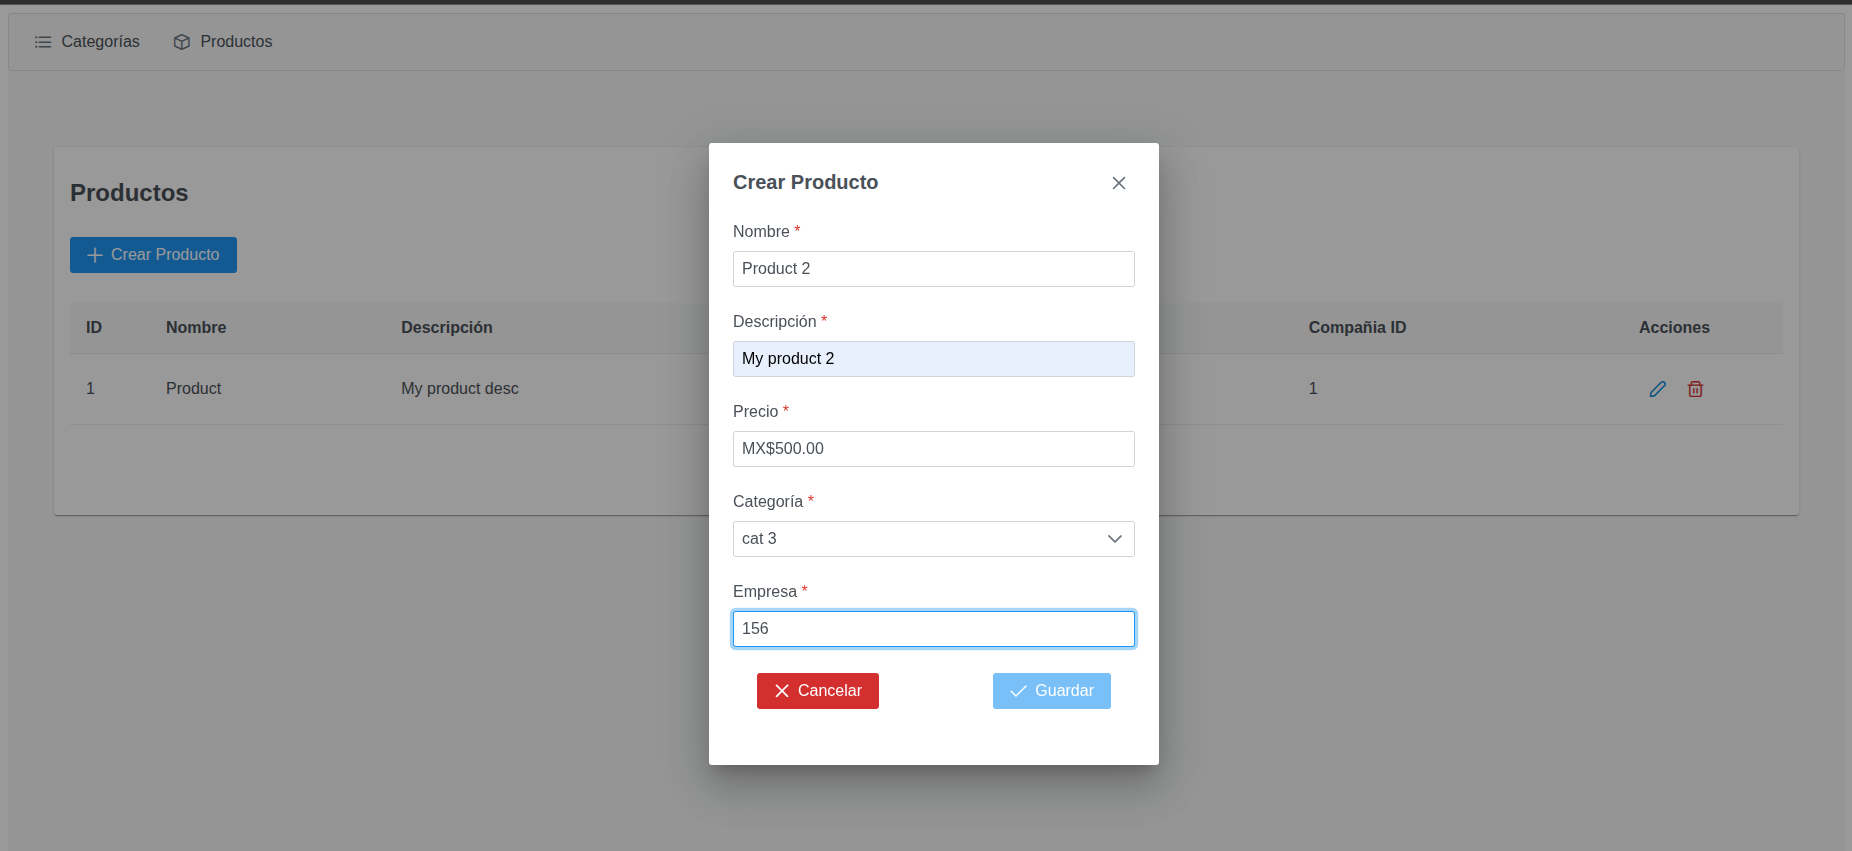 Categorías Productos
Productos
Crear Producto
ID Nombre Descripción Compañia ID Acciones
1 Product My product desc 1
Crear Producto
Nombre *
Product 2
Descripción *
My product 2
Precio *
MX$500.00
Categoría *
cat 3
Empresa *
156
Cancelar Guardar